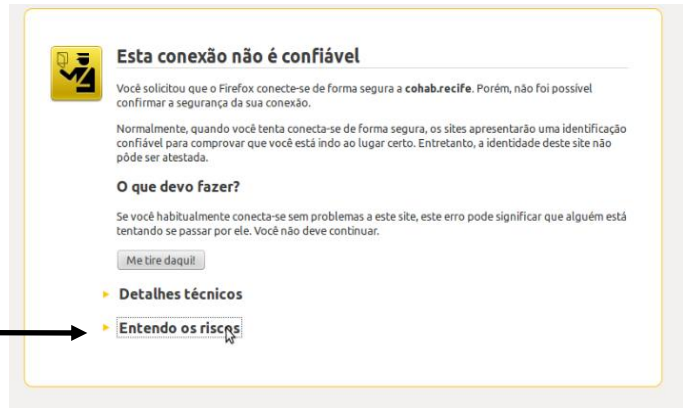 Esta conexão não é confiável
Você solicitou que o Firefox conecte-se de forma segura a cohab.recife. Porém, não foi possível
confirmar a segurança da sua conexão.
Normalmente, quando você tenta conecta-se de forma segura, os sites apresentarão uma identificação
confiável para comprovar que você está indo ao lugar certo. Entretanto, a identidade deste site não
pôde ser atestada.
O que devo fazer?
Se você habitualmente conecta-se sem problemas a este site, este erro pode significar que alguém está
tentando se passar por ele. Você não deve continuar.
Me tire daqui!
Detalhes técnicos
Entendo os riscos